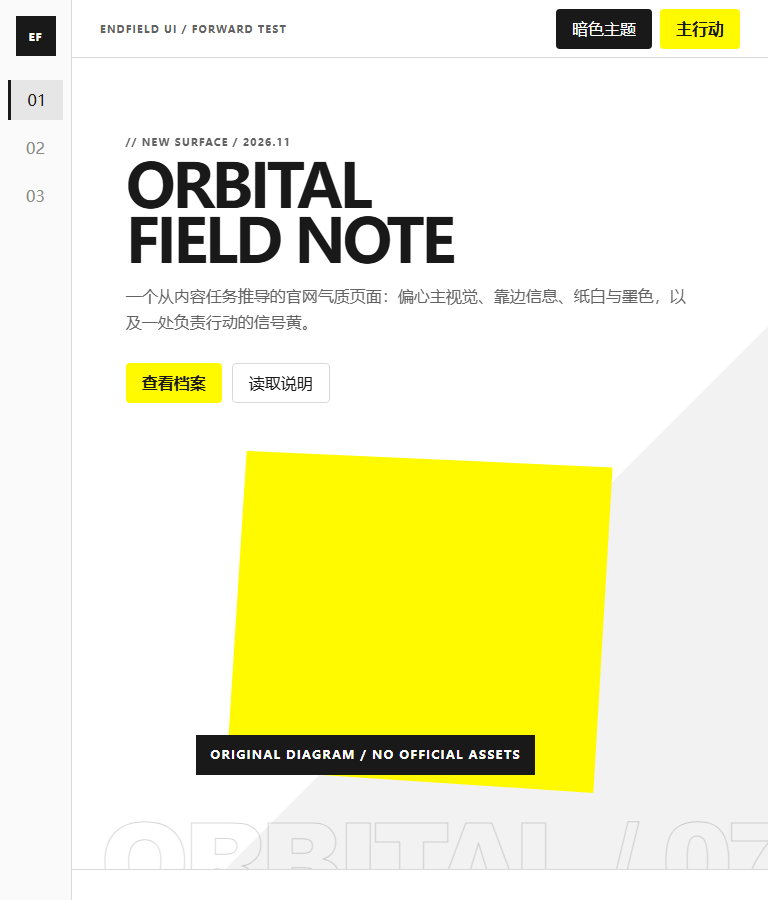 EF
ENDFIELD UI / FORWARD TEST
暗色主题
主行动
01
02
03
// NEW SURFACE / 2026.11
ORBITAL
FIELD NOTE
一个从内容任务推导的官网气质页面：偏心主视觉、靠边信息、纸白与墨色，以
及一处负责行动的信号黄。
查看档案
读取说明
ORIGINAL DIAGRAM / NO OFFICIAL ASSETS
ORBITAL / 07